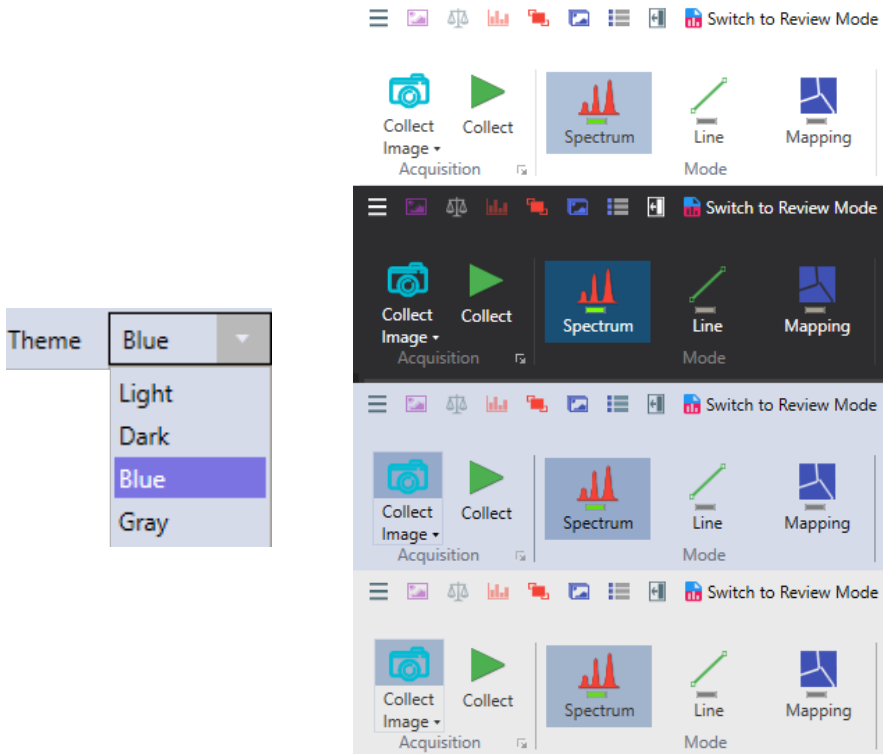 Theme Blue
Light
Dark
Blue
Gray
Switch to Review Mode
Collect Image
Collect
Spectrum
Line
Mapping
Acquisition
Mode
Switch to Review Mode
Collect Image
Collect
Spectrum
Line
Mapping
Acquisition
Mode
Switch to Review Mode
Collect Image
Collect
Spectrum
Line
Mapping
Acquisition
Mode
Switch to Review Mode
Collect Image
Collect
Spectrum
Line
Mapping
Acquisition
Mode